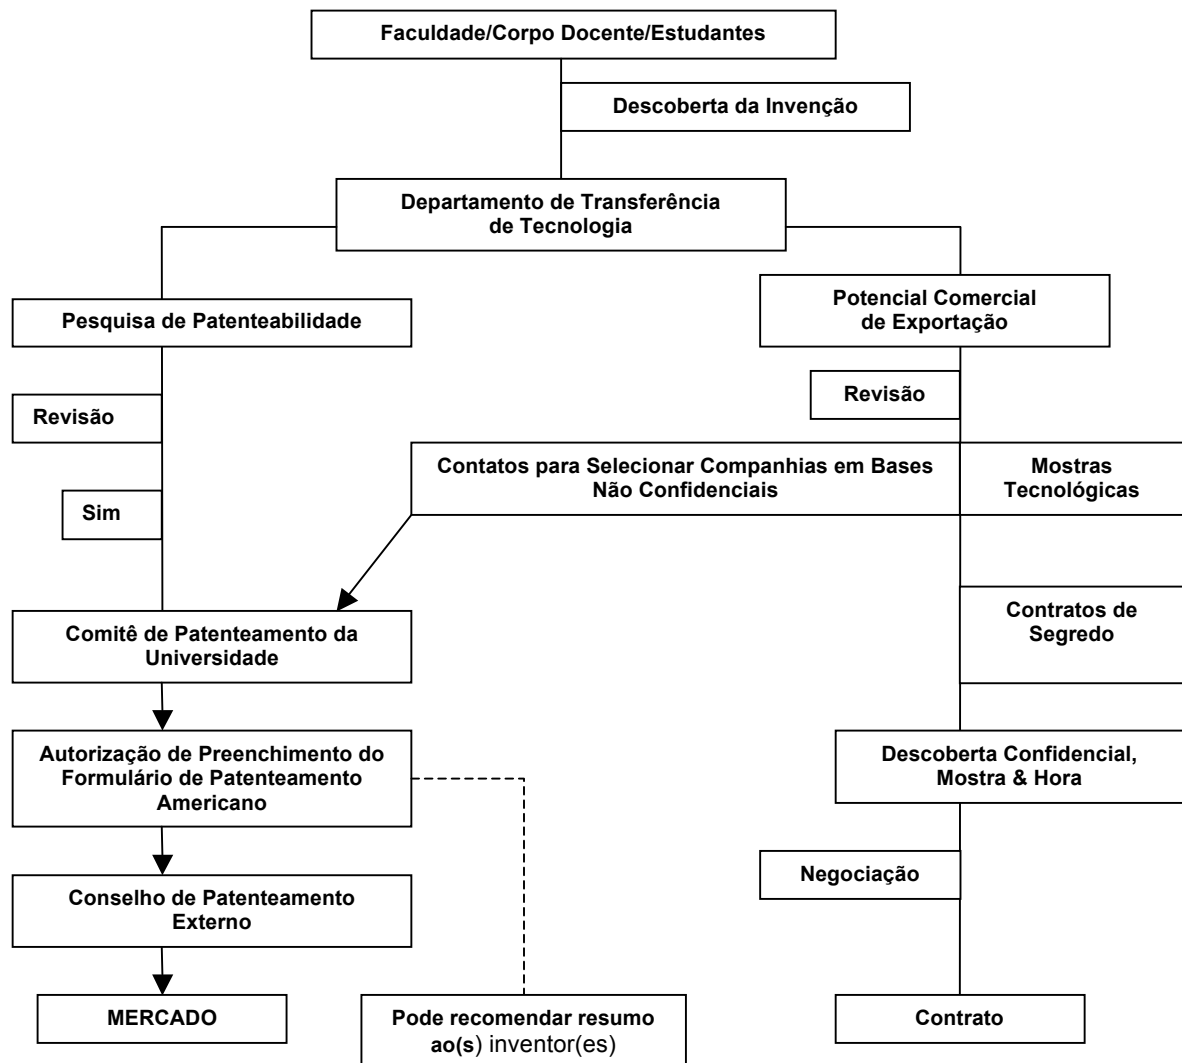 Faculdade/Corpo Docente/Estudantes
Descoberta da Invenção
Departamento de Transferência
de Tecnologia
Pesquisa de Patenteabilidade
Potencial Comercial
de Exportação
Revisão
Revisão
Contatos para Selecionar Companhias em Bases
Não Confidenciais
Mostras
Tecnológicas
Sim
Comitê de Patenteamento da
Universidade
Contratos de
Segredo
Autorização de Preenchimento do
Formulário de Patenteamento
Americano
Descoberta Confidencial,
Mostra & Hora
Negociação
Conselho de Patenteamento
Externo
MERCADO
Pode recomendar resumo
ao(s) inventor(es)
Contrato